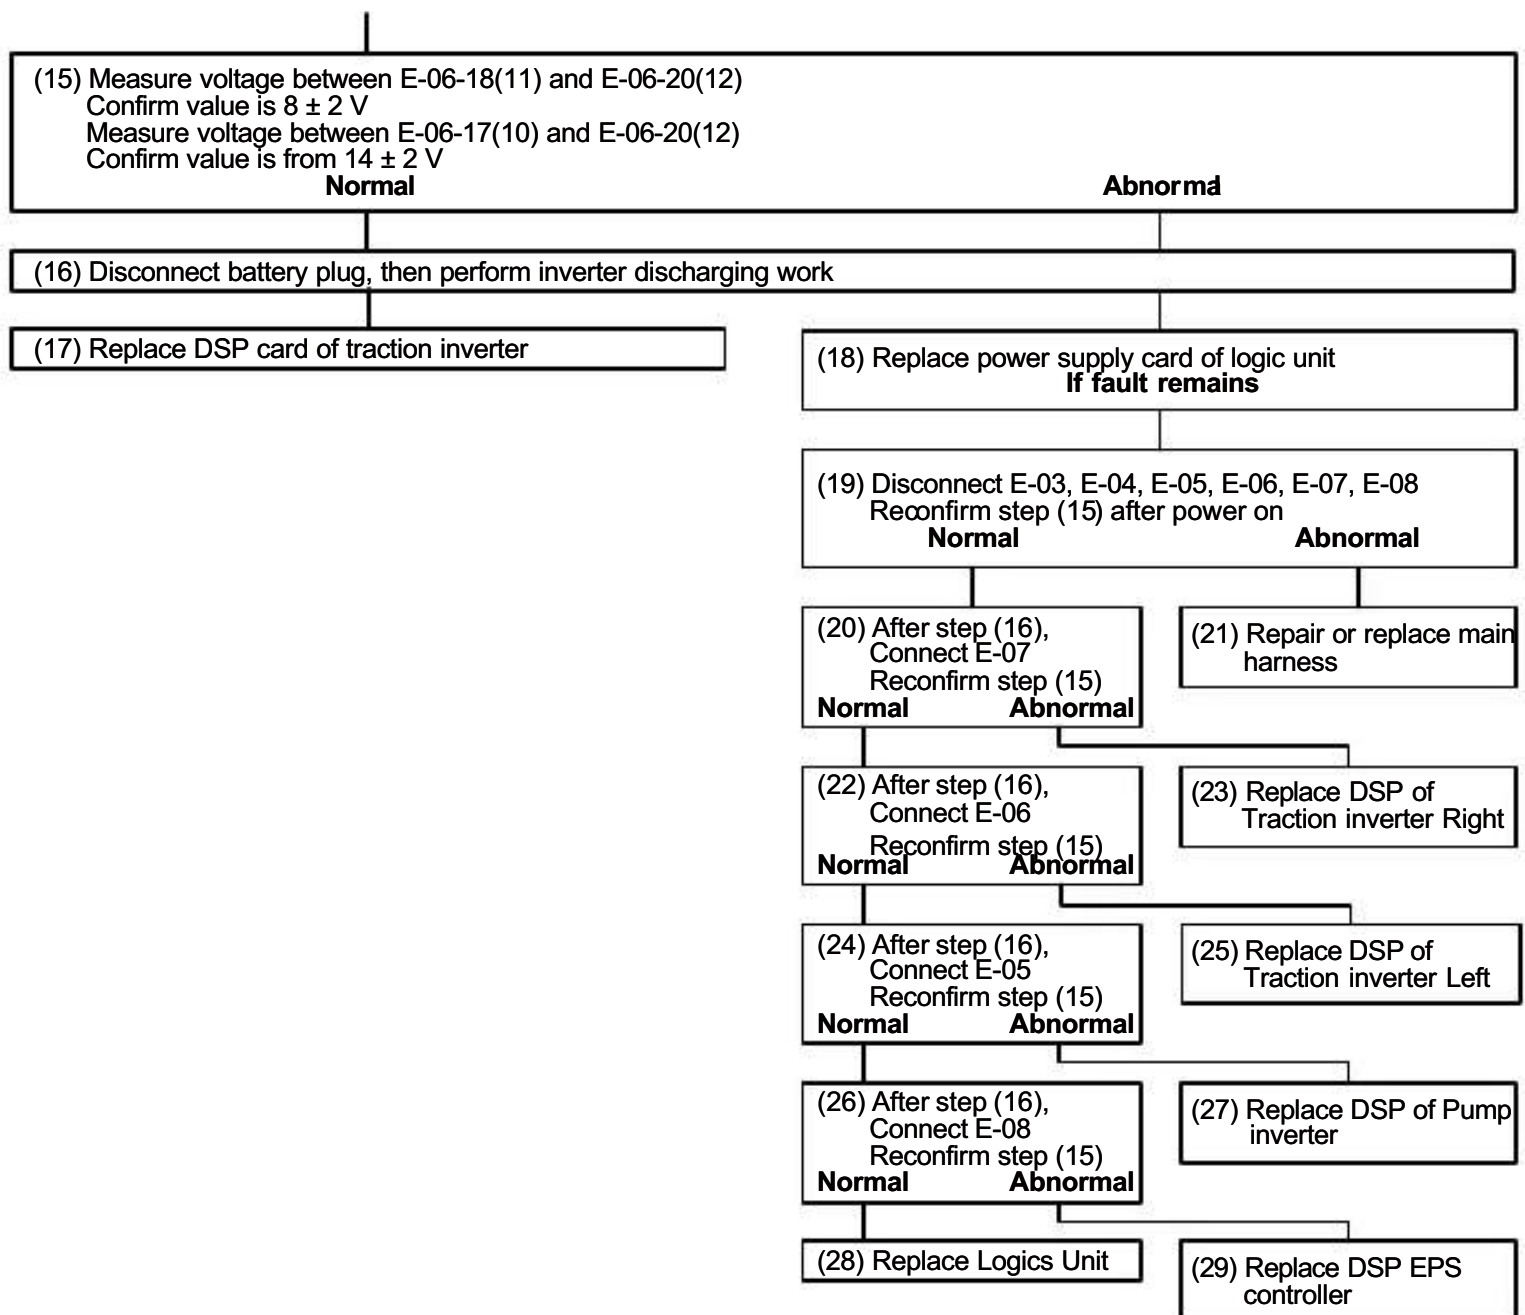 (15) Measure voltage between E-06-18(11) and E-06-20(12)
Confirm value is 8 ± 2 V
Measure voltage between E-06-17(10) and E-06-20(12)
Confirm value is from 14 ± 2 V
Normal Abnormal
(16) Disconnect battery plug, then perform inverter discharging work
(17) Replace DSP card of traction inverter
(18) Replace power supply card of logic unit
If fault remains
(19) Disconnect E-03, E-04, E-05, E-06, E-07, E-08
Reconfirm step (15) after power on
Normal Abnormal
(20) After step (16),
Connect E-07
Reconfirm step (15)
Normal Abnormal
(21) Repair or replace main
harness
(22) After step (16),
Connect E-06
Reconfirm step (15)
Normal Abnormal
(23) Replace DSP of
Traction inverter Right
(24) After step (16),
Connect E-05
Reconfirm step (15)
Normal Abnormal
(25) Replace DSP of
Traction inverter Left
(26) After step (16),
Connect E-08
Reconfirm step (15)
Normal Abnormal
(27) Replace DSP of Pump
inverter
(28) Replace Logics Unit
(29) Replace DSP EPS
controller